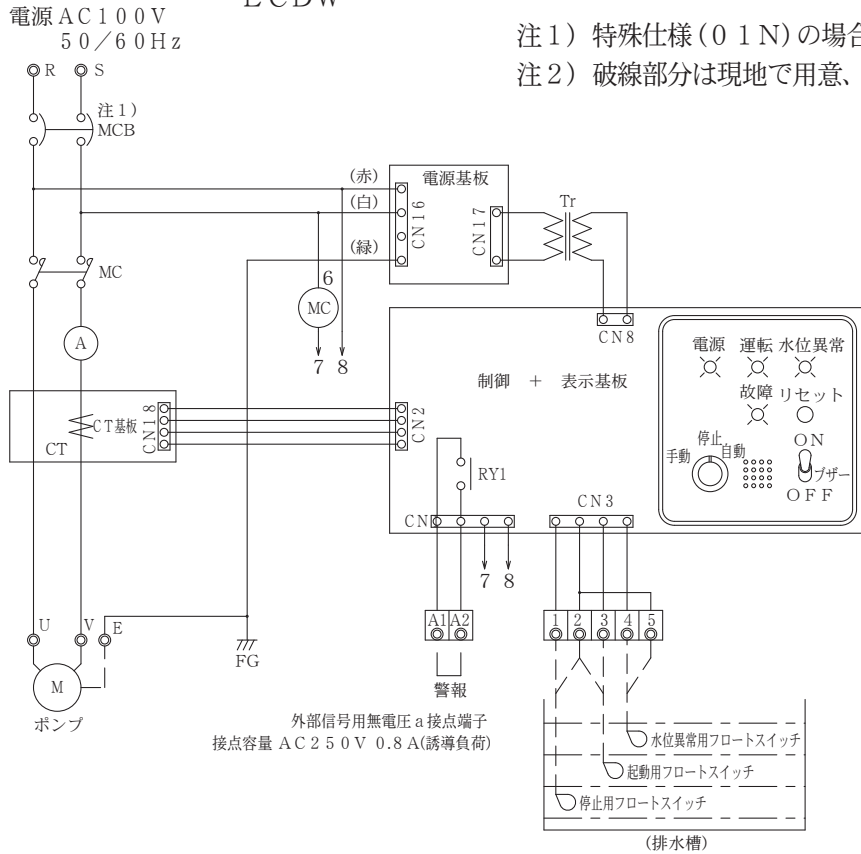 ECDW
電源 AC100V
50/60Hz
注1) 特殊仕様(01N)の場合
注2) 破線部分は現地で用意、
R S
注1)
MCB
(赤)
(白)
(緑)
電源基板
CN16
CN17
Tr
MC
6
MC
7 8
A
CN8
制御 + 表示基板
電源 運転 水位異常
故障 リセット
手動 停止 自動
ON
ブザー
OFF
CT
CT基板
CN18
CN2
RY1
CN
CN3
7 8
U V E
FG
M
ポンプ
A1 A2
警報
1 2 3 4 5
外部信号用無電圧a接点端子
接点容量 AC250V 0.8A(誘導負荷)
水位異常用フロートスイッチ
起動用フロートスイッチ
停止用フロートスイッチ
(排水槽)